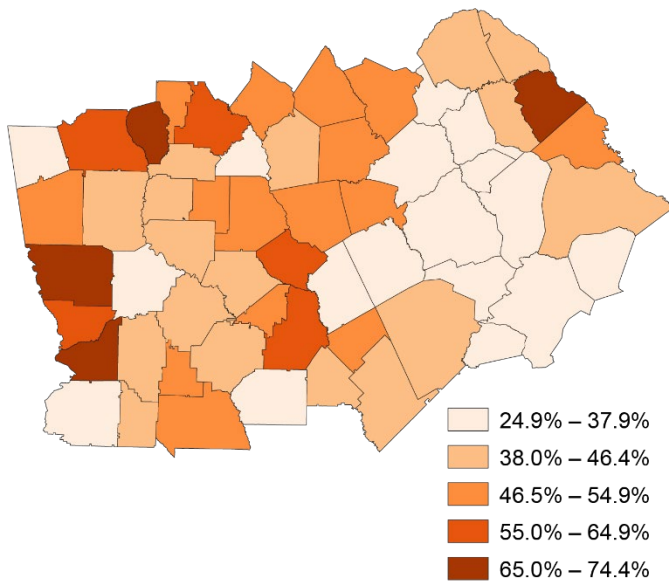 24.9% – 37.9%
38.0% – 46.4%
46.5% – 54.9%
55.0% – 64.9%
65.0% – 74.4%